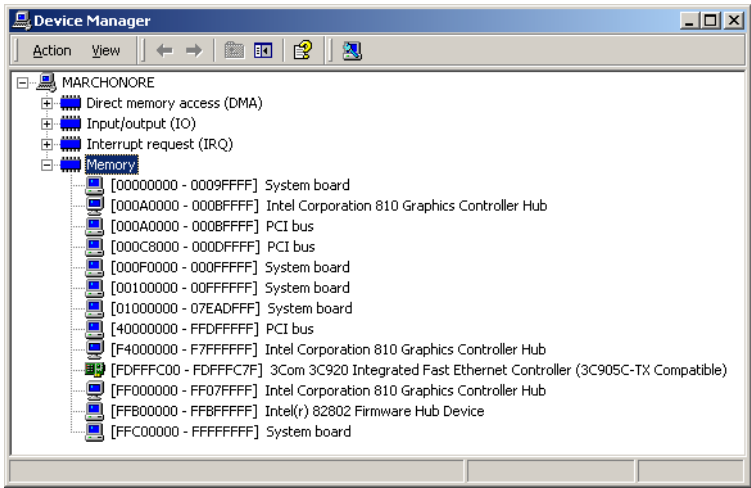 Device Manager
Action View
MARCHONORE
Direct memory access (DMA)
Input/output (IO)
Interrupt request (IRQ)
Memory
[00000000 - 0009FFFF] System board
[000A0000 - 000BFFFF] Intel Corporation 810 Graphics Controller Hub
[000A0000 - 000BFFFF] PCI bus
[000C8000 - 000DFFFF] PCI bus
[000F0000 - 000FFFFF] System board
[00100000 - 00FFFFFF] System board
[01000000 - 07EADFFF] System board
[40000000 - FFDFFFFF] PCI bus
[F4000000 - F7FFFFFF] Intel Corporation 810 Graphics Controller Hub
[FDFFFC00 - FDFFFC7F] 3Com 3C920 Integrated Fast Ethernet Controller (3C905C-TX Compatible)
[FF000000 - FF07FFFF] Intel Corporation 810 Graphics Controller Hub
[FFB00000 - FFBFFFFF] Intel(r) 82802 Firmware Hub Device
[FFC00000 - FFFFFFFF] System board